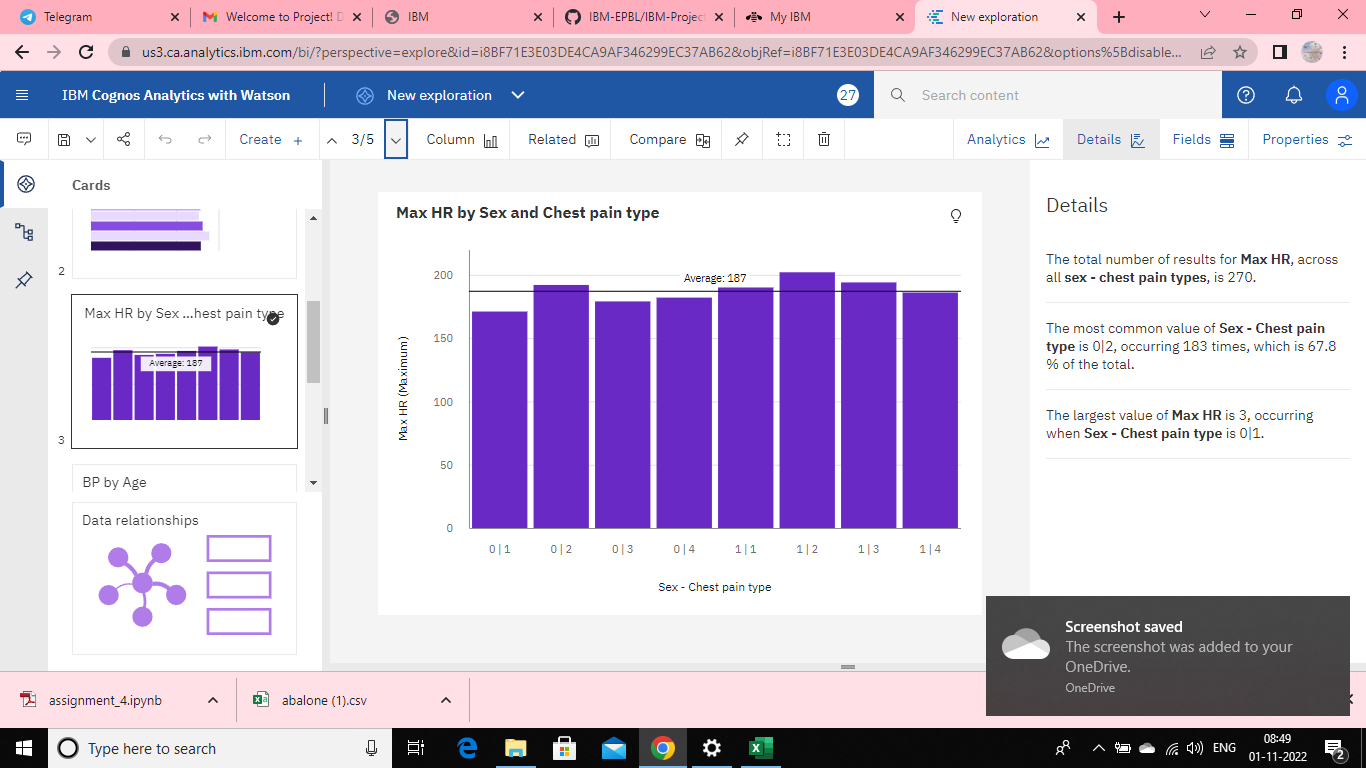 Telegram
Welcome to Project!
IBM
IBM-EPBL/IBM-Project
My IBM
New exploration
us3.ca.analytics.ibm.com/bi/?perspective=explore&id=i8BF71E3E03DE4CA9AF346299EC37AB62&objRef=i8BF71E3E03DE4CA9AF346299EC37AB62&options%5Bdisable...
IBM Cognos Analytics with Watson
New exploration
27
Search content
Create +
3/5
Column
Related
Compare
Analytics
Details
Fields
Properties
Cards
2
Max HR by Sex ...hest pain type
Average: 187
3
BP by Age
Data relationships
Max HR by Sex and Chest pain type
Average: 187
Max HR (Maximum)
200
150
100
50
0
0 | 1
0 | 2
0 | 3
0 | 4
1 | 1
1 | 2
1 | 3
1 | 4
Sex - Chest pain type
Details
The total number of results for Max HR, across
all sex - chest pain types, is 270.
The most common value of Sex - Chest pain
type is 0|2, occurring 183 times, which is 67.8
% of the total.
The largest value of Max HR is 3, occurring
when Sex - Chest pain type is 0|1.
Screenshot saved
The screenshot was added to your
OneDrive.
OneDrive
assignment_4.ipynb
abalone (1).csv
Type here to search
ENG
08:49
01-11-2022
2